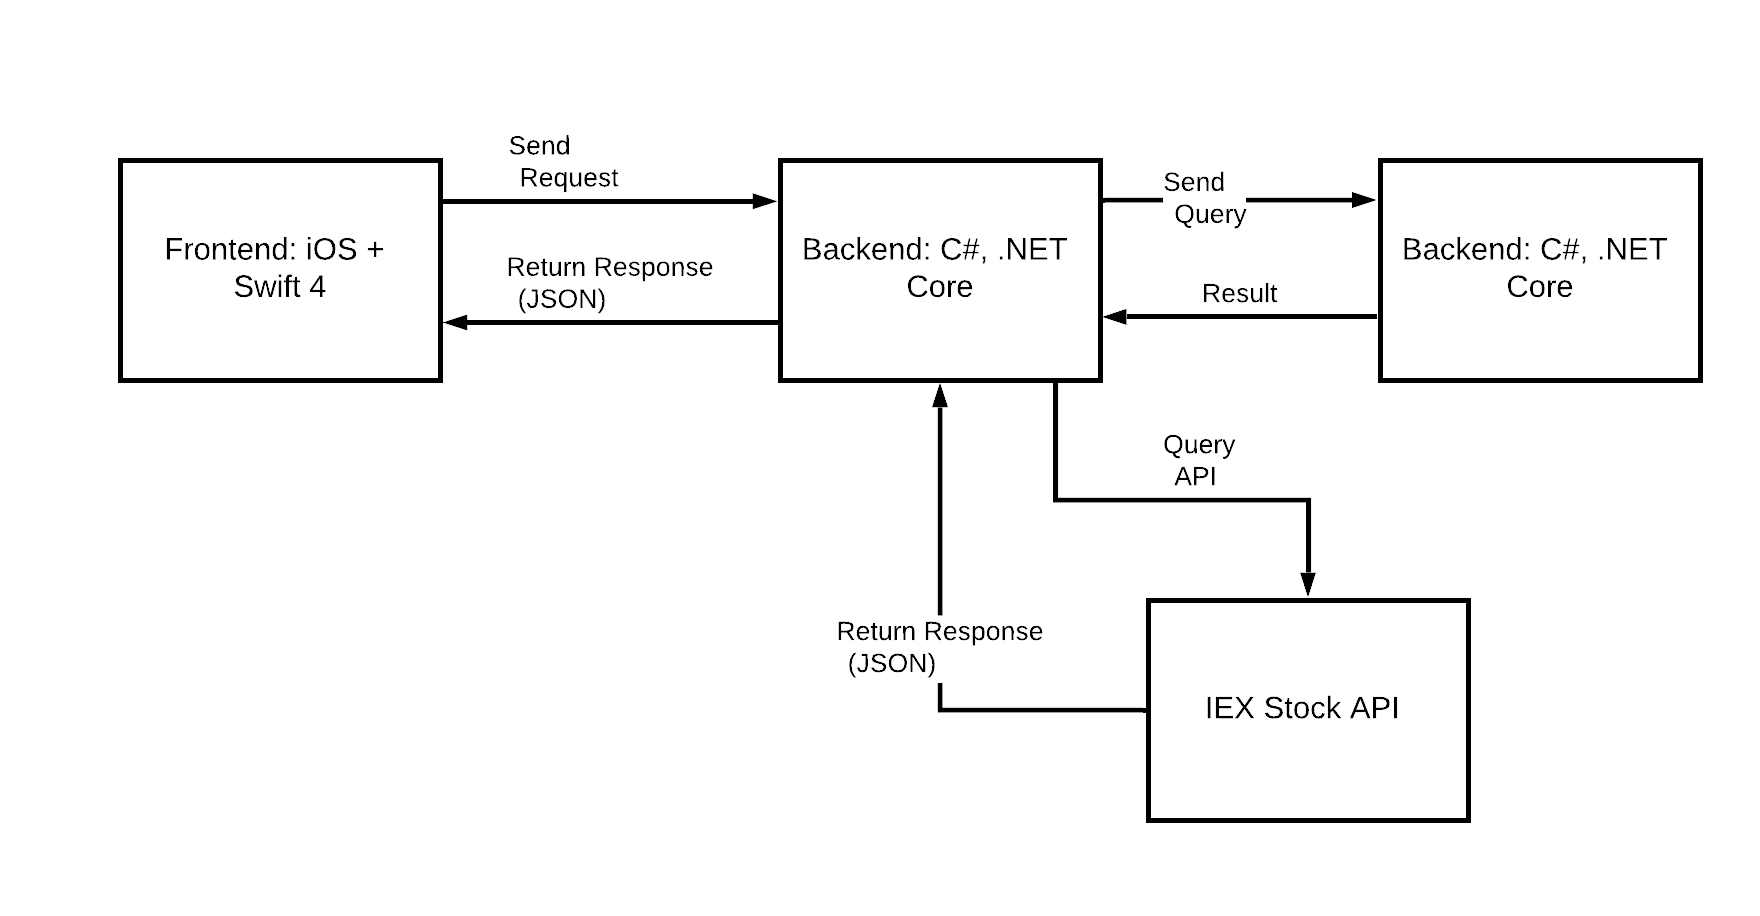 Send
Request
Frontend: iOS +
Swift 4
Return Response
(JSON)
Backend: C#, .NET
Core
Send
Query
Result
Backend: C#, .NET
Core
Query
API
Return Response
(JSON)
IEX Stock API